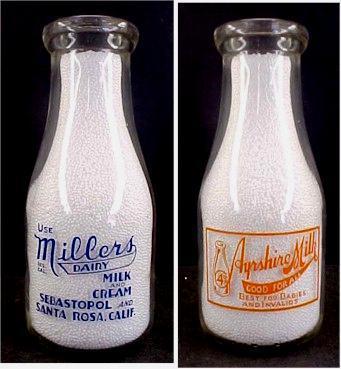 USE
Millers
DAIRY
MILK
AND
CREAM
SEBASTOPOL AND
SANTA ROSA, CALIF.
Ayrshire Milk
4%
GOOD FOR ALL
BEST FOR BABIES
AND INVALIDS